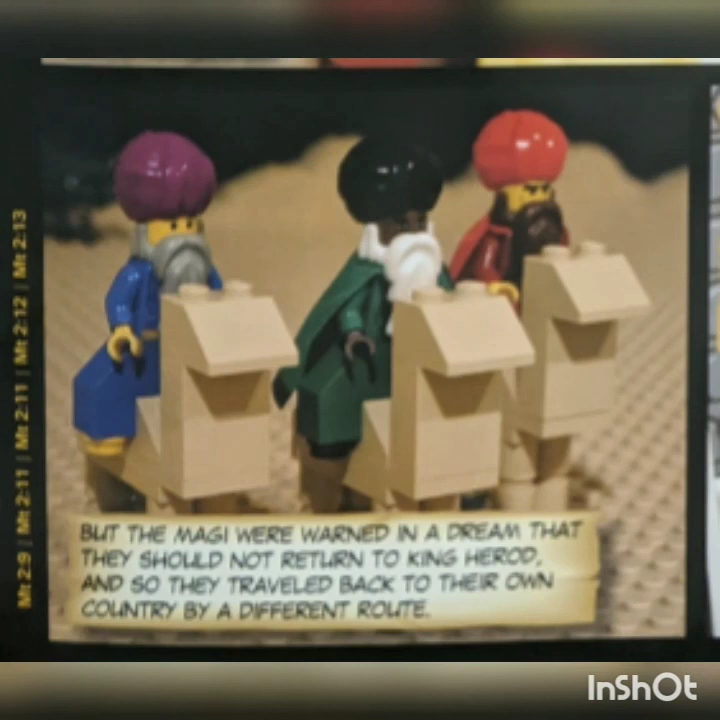 Mt 2:9 | Mt 2:11 | Mt 2:11 | Mt 2:12 | Mt 2:13
BUT THE MAGI WERE WARNED IN A DREAM THAT
THEY SHOULD NOT RETURN TO KING HEROD,
AND SO THEY TRAVELED BACK TO THEIR OWN
COUNTRY BY A DIFFERENT ROUTE.
InShOt